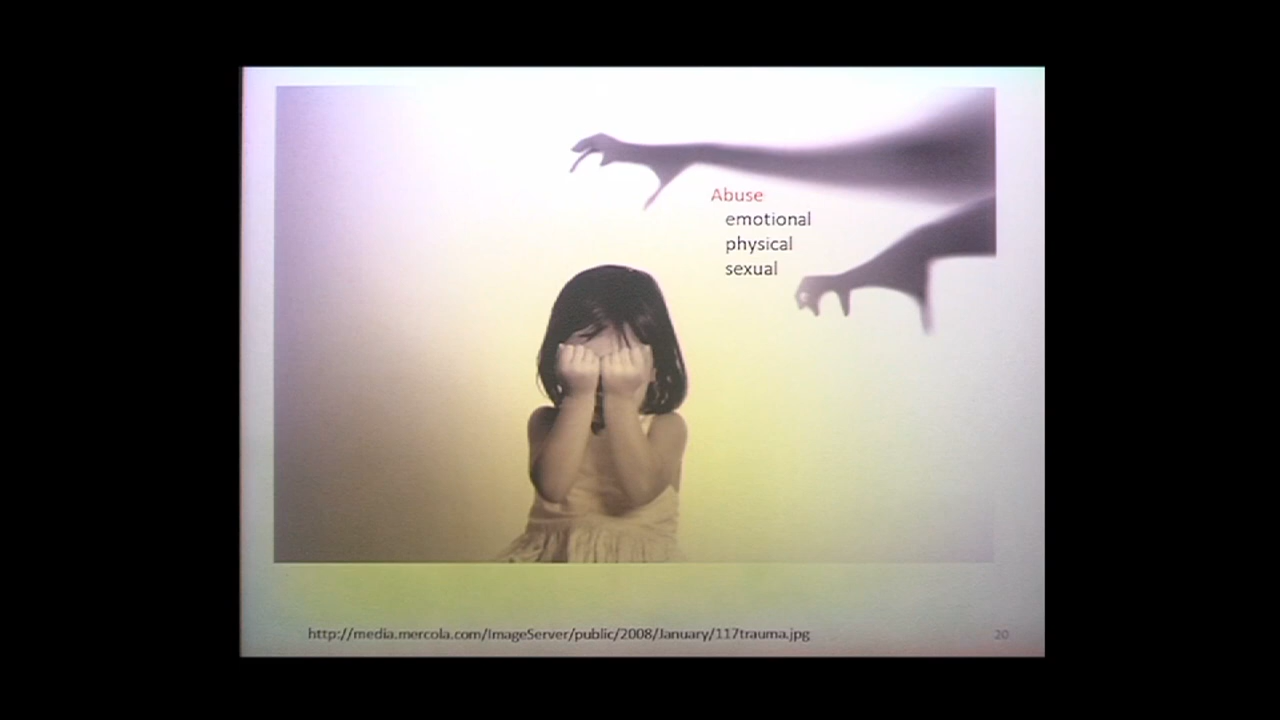 Abuse
emotional
physical
sexual
http://media.mercola.com/ImageServer/public/2008/January/117trauma.jpg
20